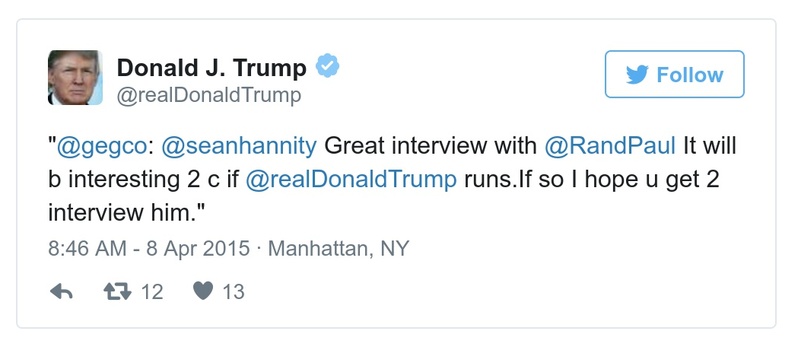 Donald J. Trump
@realDonaldTrump
Follow
"@gegco: @seanhannity Great interview with @RandPaul It will
b interesting 2 c if @realDonaldTrump runs.If so I hope u get 2
interview him."
8:46 AM - 8 Apr 2015 · Manhattan, NY
12 13